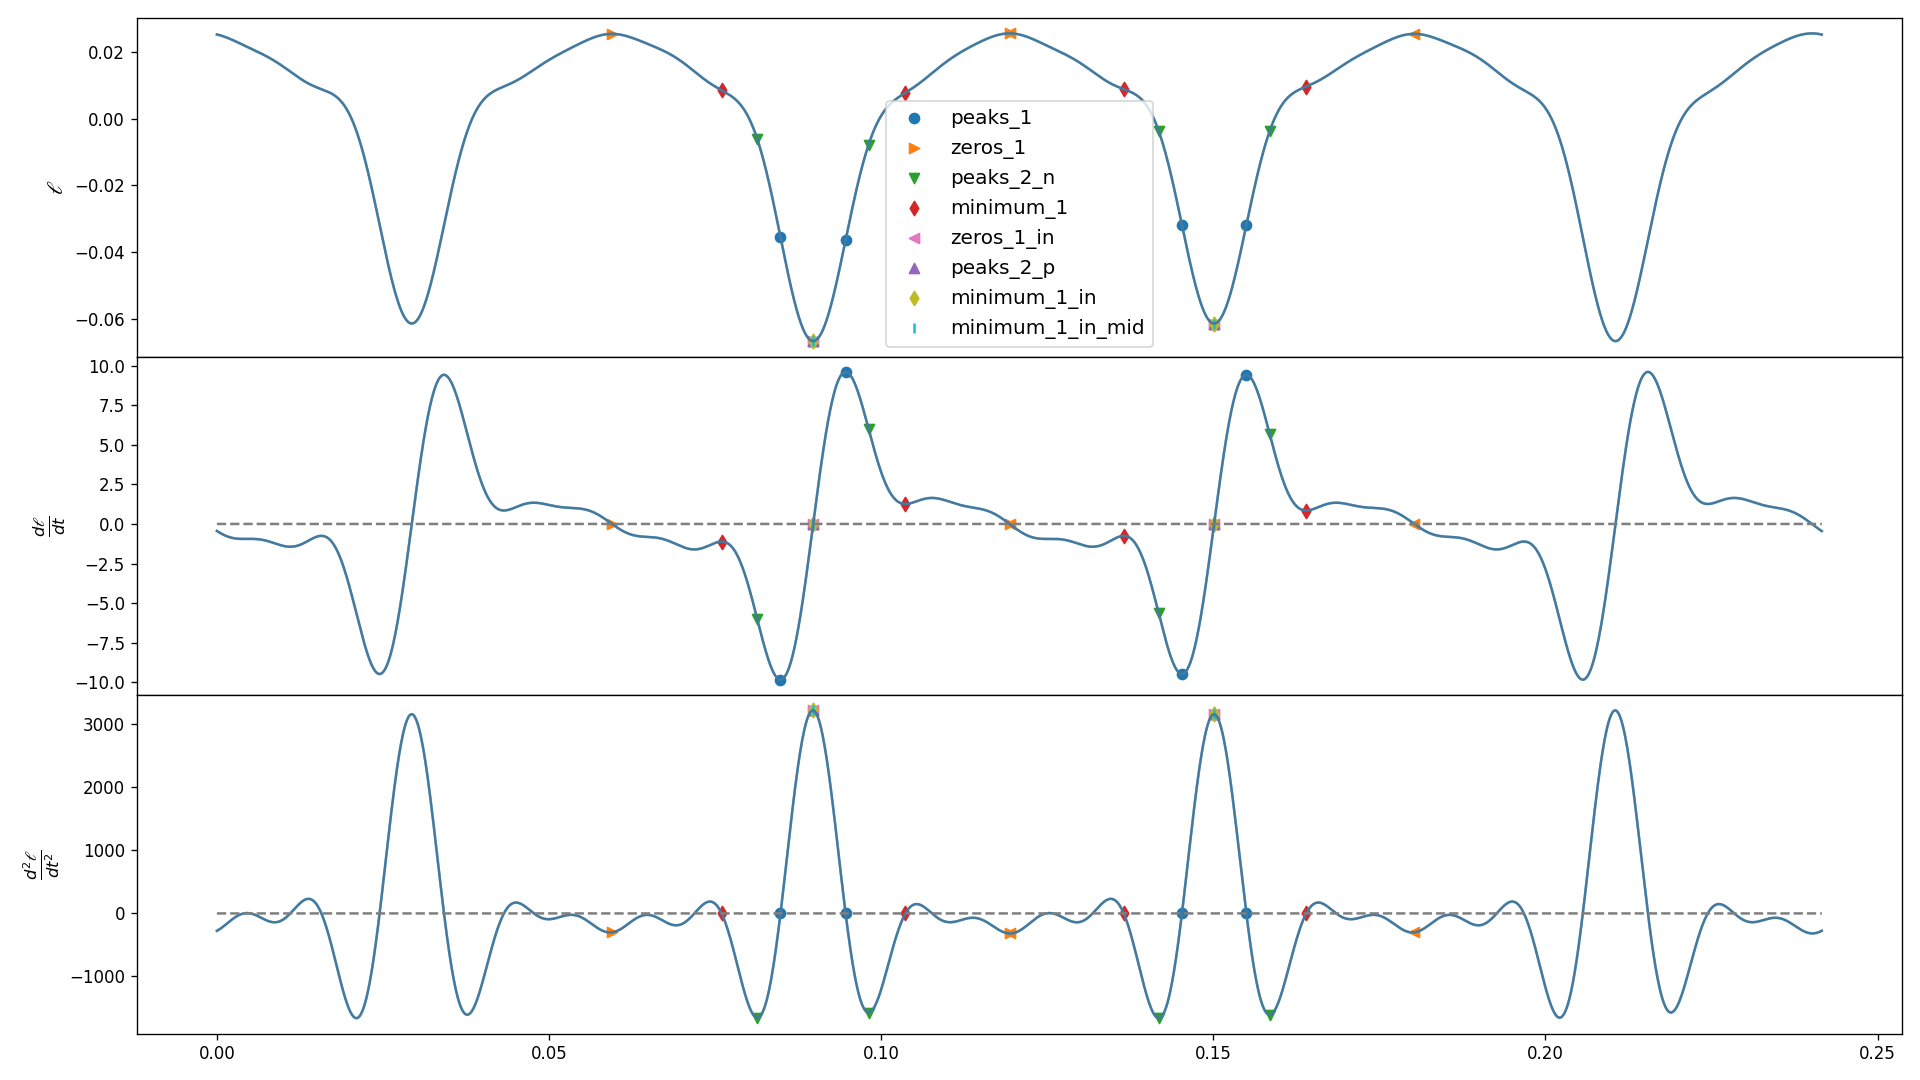 0.02
0.00
−0.02
−0.04
−0.06
ℓ
peaks_1
zeros_1
peaks_2_n
minimum_1
zeros_1_in
peaks_2_p
minimum_1_in
minimum_1_in_mid
10.0
7.5
5.0
2.5
0.0
−2.5
−5.0
−7.5
−10.0
dℓ
dt
3000
2000
1000
0
−1000
d²ℓ
dt²
0.00 0.05 0.10 0.15 0.20 0.25